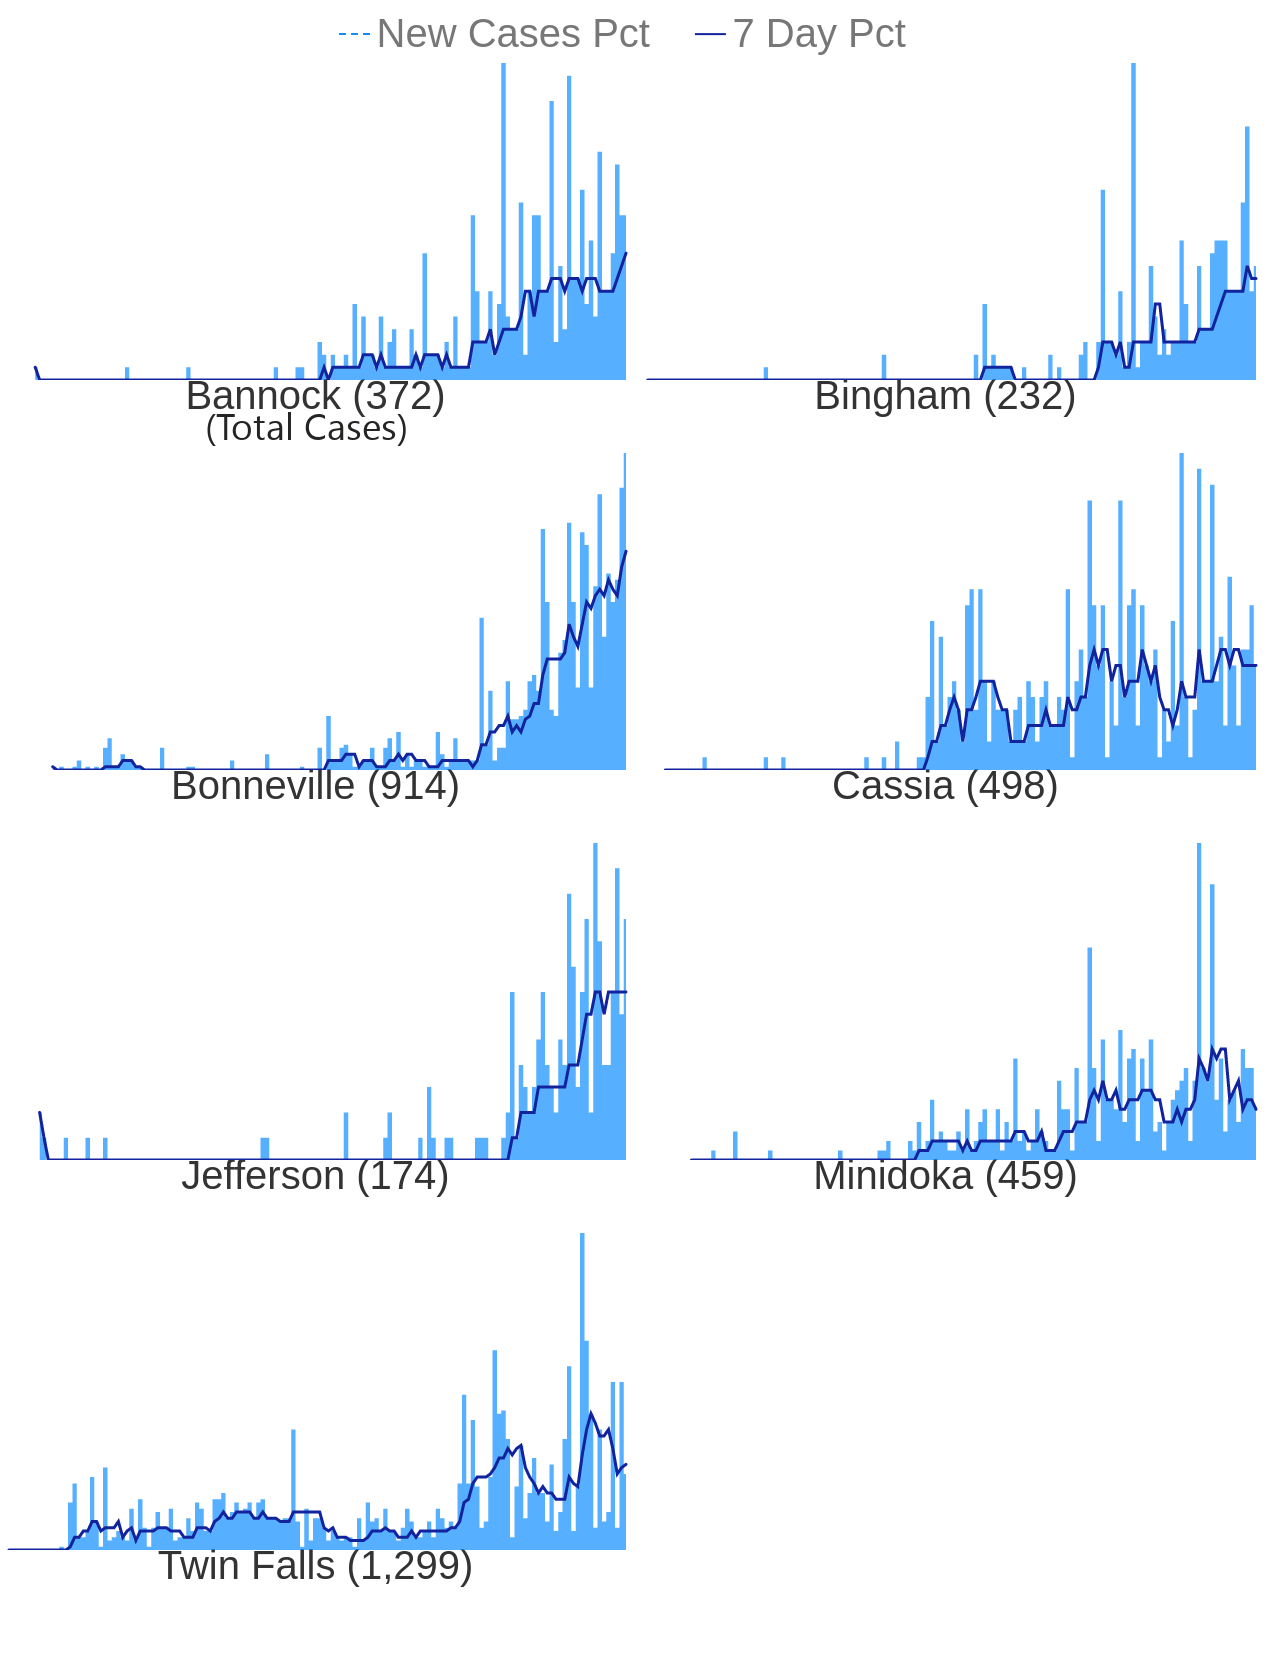 New Cases Pct 7 Day Pct
Bannock (372) Bingham (232)
(Total Cases)
Bonneville (914) Cassia (498)
Jefferson (174) Minidoka (459)
Twin Falls (1,299)